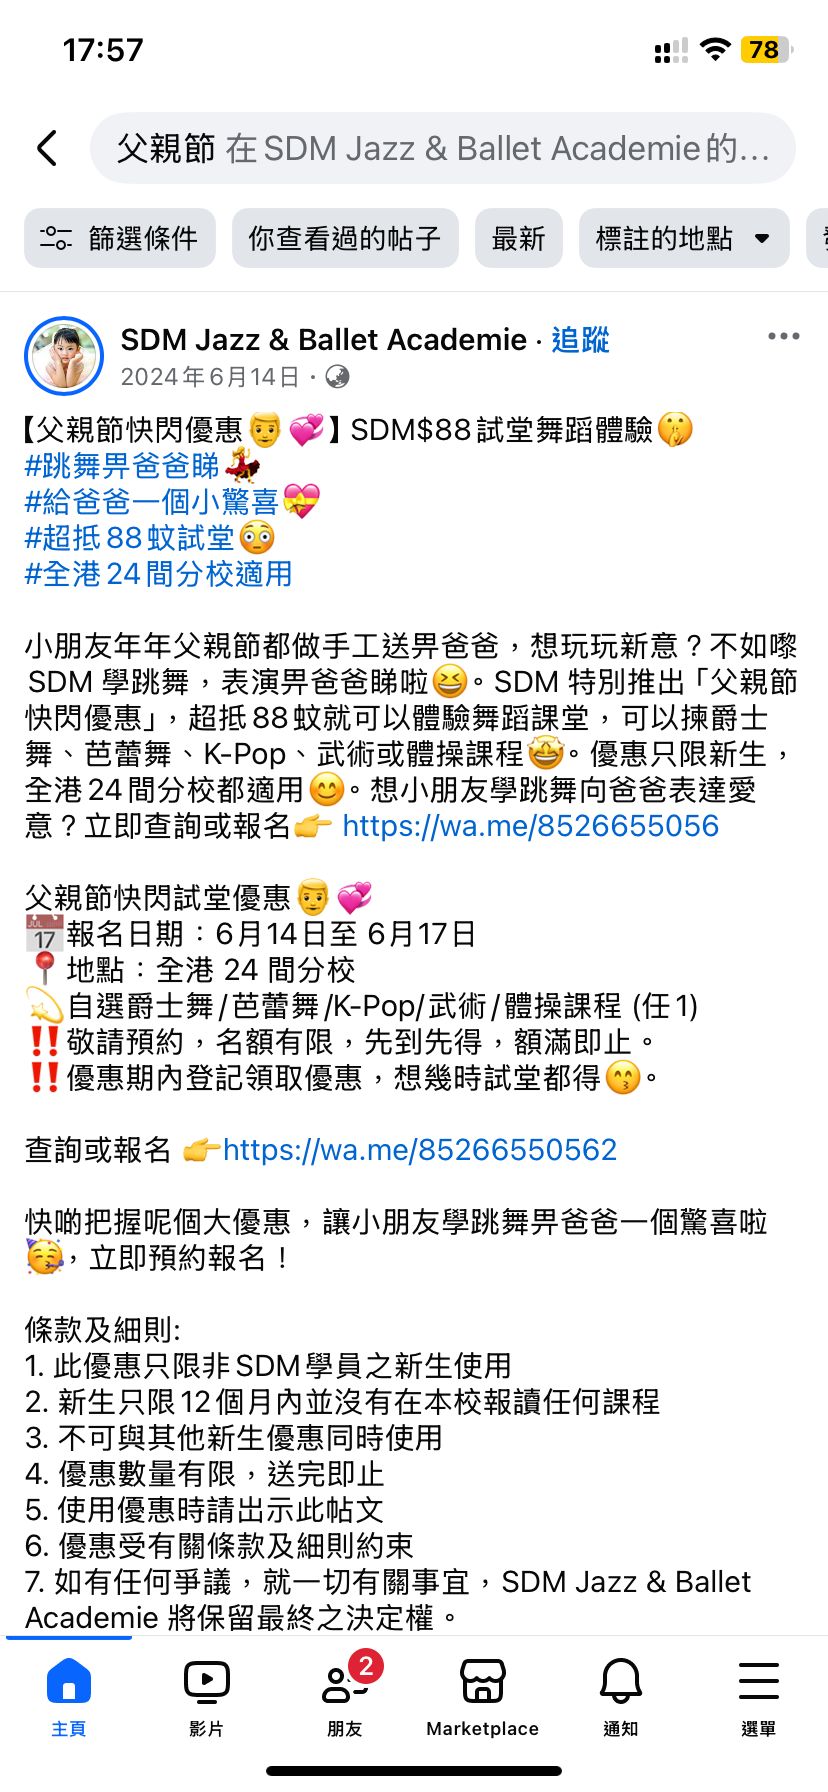 17:57
78
父親節 在SDM Jazz & Ballet Academie的...
篩選條件
你查看過的帖子
最新
標註的地點
SDM Jazz & Ballet Academie · 追蹤
2024年6月14日 ·
【父親節快閃優惠👨💞】SDM$88試堂舞蹈體驗🤫
#跳舞畀爸爸睇💃
#給爸爸一個小驚喜💝
#超抵88蚊試堂😳
#全港24間分校適用
小朋友年年父親節都做手工送畀爸爸，想玩玩新意？不如嚟
SDM 學跳舞，表演畀爸爸睇啦😆。SDM 特別推出「父親節
快閃優惠」，超抵88蚊就可以體驗舞蹈課堂，可以揀爵士
舞、芭蕾舞、K-Pop、武術或體操課程🤩。優惠只限新生，
全港24間分校都適用😊。想小朋友學跳舞向爸爸表達愛
意？立即查詢或報名👉 https://wa.me/8526655056
父親節快閃試堂優惠👨💞
📅報名日期：6月14日至 6月17日
📍地點：全港 24 間分校
💫自選爵士舞/芭蕾舞/K-Pop/武術/體操課程 (任1)
‼️敬請預約，名額有限，先到先得，額滿即止。
‼️優惠期內登記領取優惠，想幾時試堂都得😙。
查詢或報名 👉https://wa.me/85266550562
快啲把握呢個大優惠，讓小朋友學跳舞畀爸爸一個驚喜啦
🥳，立即預約報名！
條款及細則:
1. 此優惠只限非SDM學員之新生使用
2. 新生只限12個月內並沒有在本校報讀任何課程
3. 不可與其他新生優惠同時使用
4. 優惠數量有限，送完即止
5. 使用優惠時請出示此帖文
6. 優惠受有關條款及細則約束
7. 如有任何爭議，就一切有關事宜，SDM Jazz & Ballet
Academie 將保留最終之決定權。
2
主頁
影片
朋友
Marketplace
通知
選單